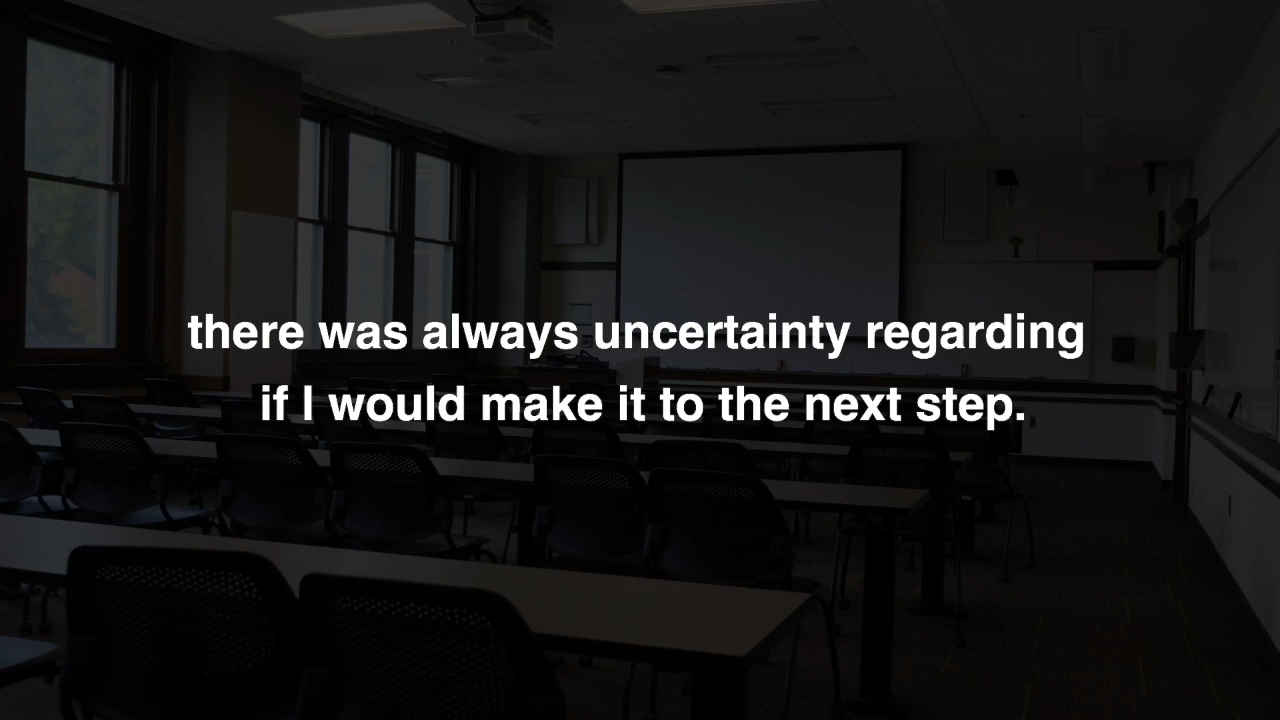 there was always uncertainty regarding
if I would make it to the next step.